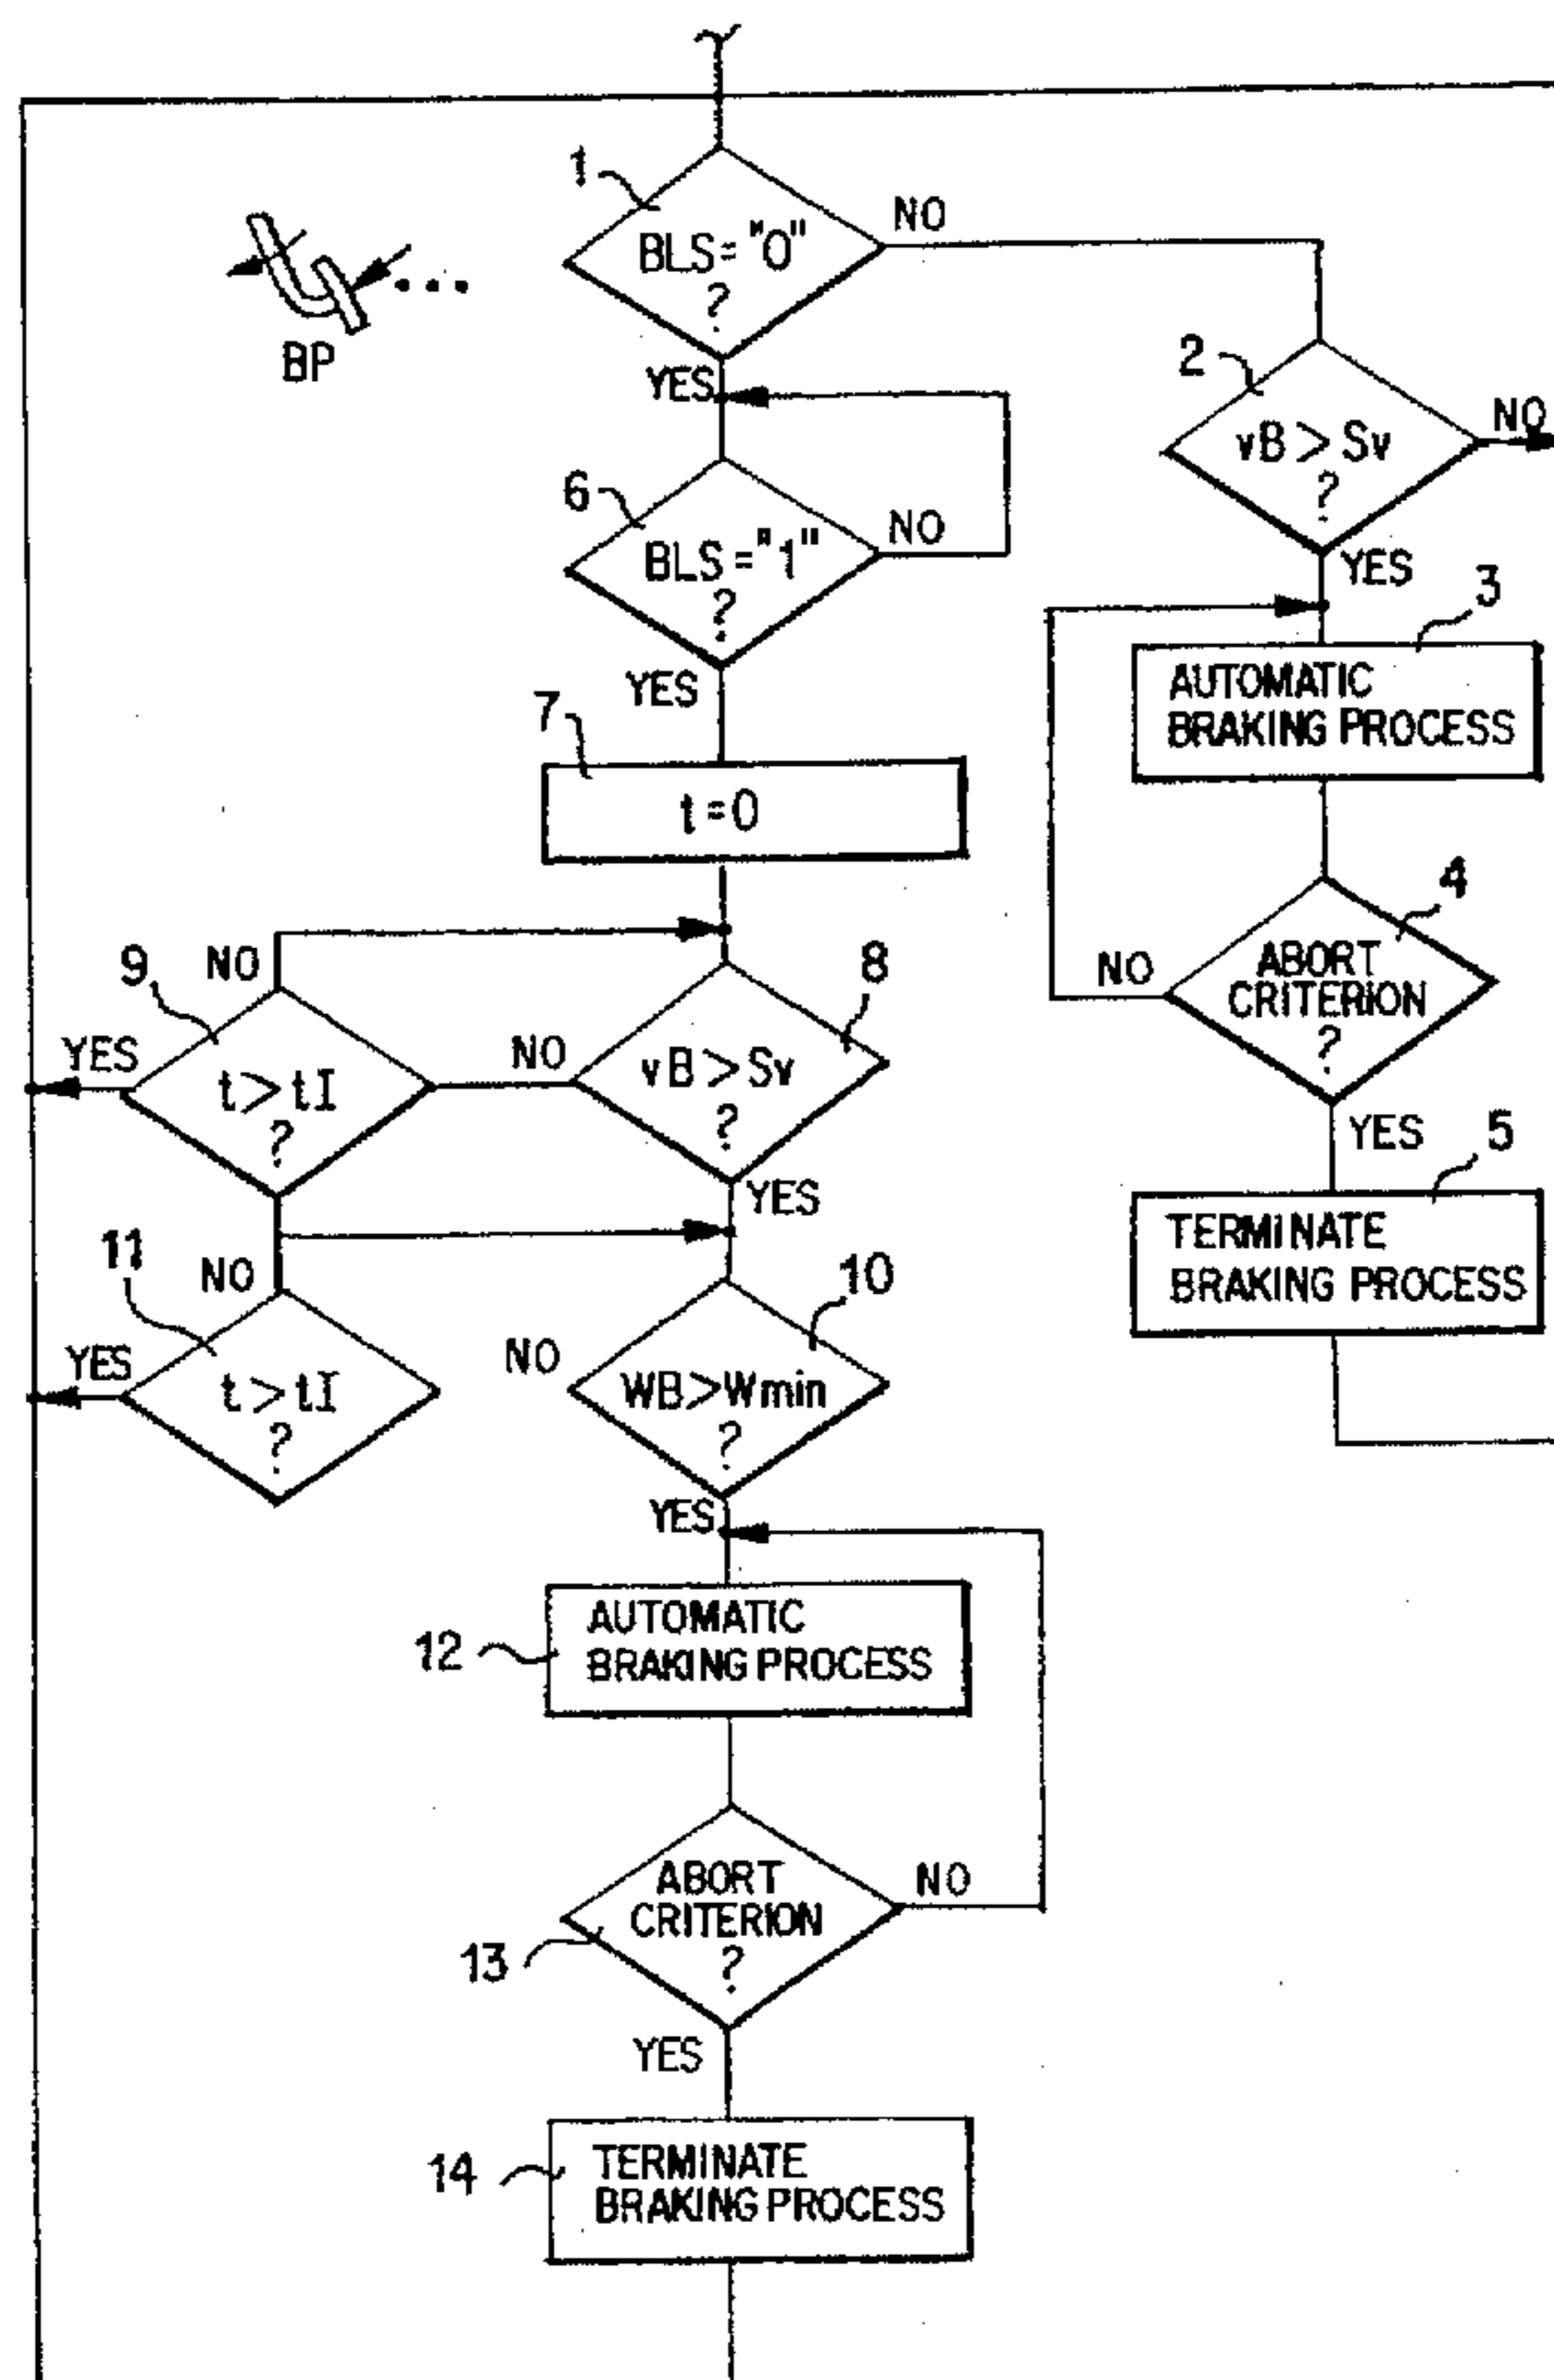 1
BLS="0"
?
NO
YES
BP
2
vB>Sv
?
NO
YES
6
BLS="1"
?
NO
YES
3
AUTOMATIC
BRAKING PROCESS
7
t=0
4
ABORT
CRITERION
?
NO
YES
9
NO
YES
t>tI
?
8
NO
vB>Sv
?
YES
5
TERMINATE
BRAKING PROCESS
11
NO
YES
t>tI
?
10
NO
WB>Wmin
?
YES
12
AUTOMATIC
BRAKING PROCESS
13
ABORT
CRITERION
?
NO
YES
14
TERMINATE
BRAKING PROCESS